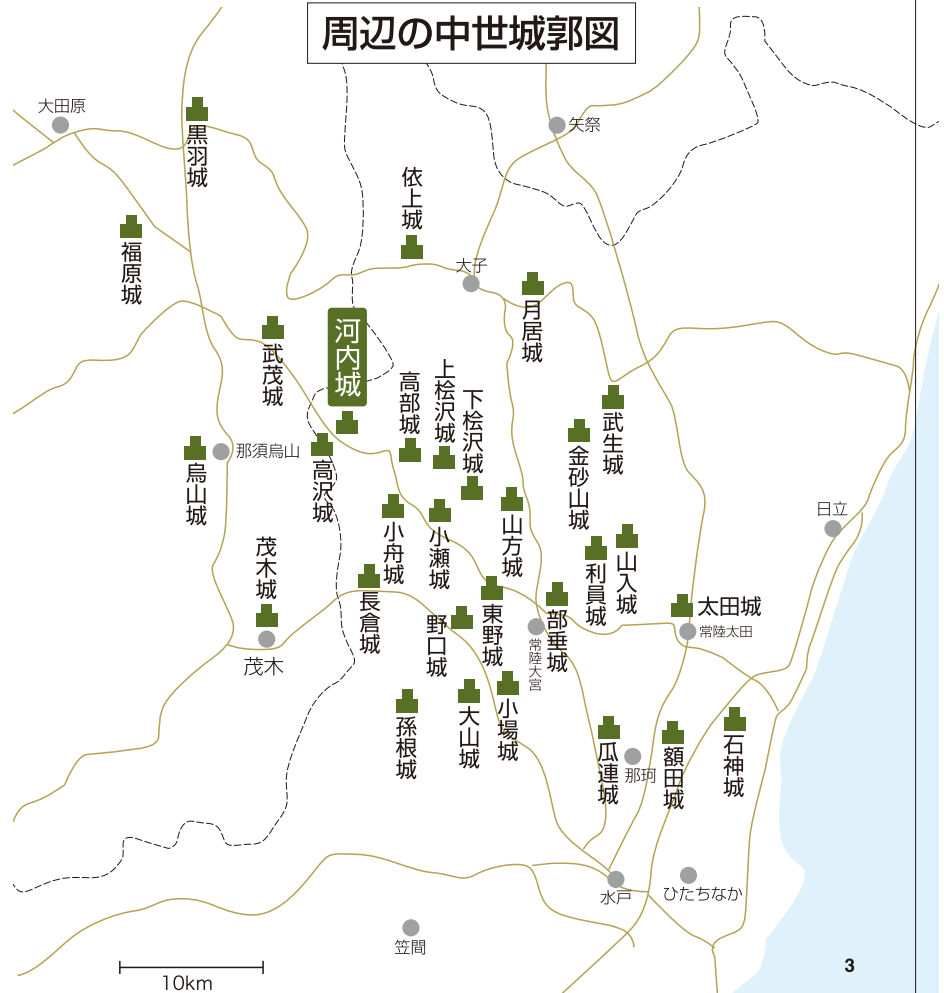 周辺の中世城郭図
大田原
黒羽城
矢祭
依上城
福原城
大子
月居城
武茂城
河内城
高部城
上桧沢城
下桧沢城
武生城
金砂山城
那須烏山
烏山城
高沢城
日立
小舟城
小瀬城
山方城
茂木城
利員城
山入城
長倉城
野口城
東野城
部垂城
太田城
常陸太田
常陸大宮
茂木
孫根城
大山城
小場城
瓜連城
那珂
額田城
石神城
水戸
ひたちなか
笠間
10km
3